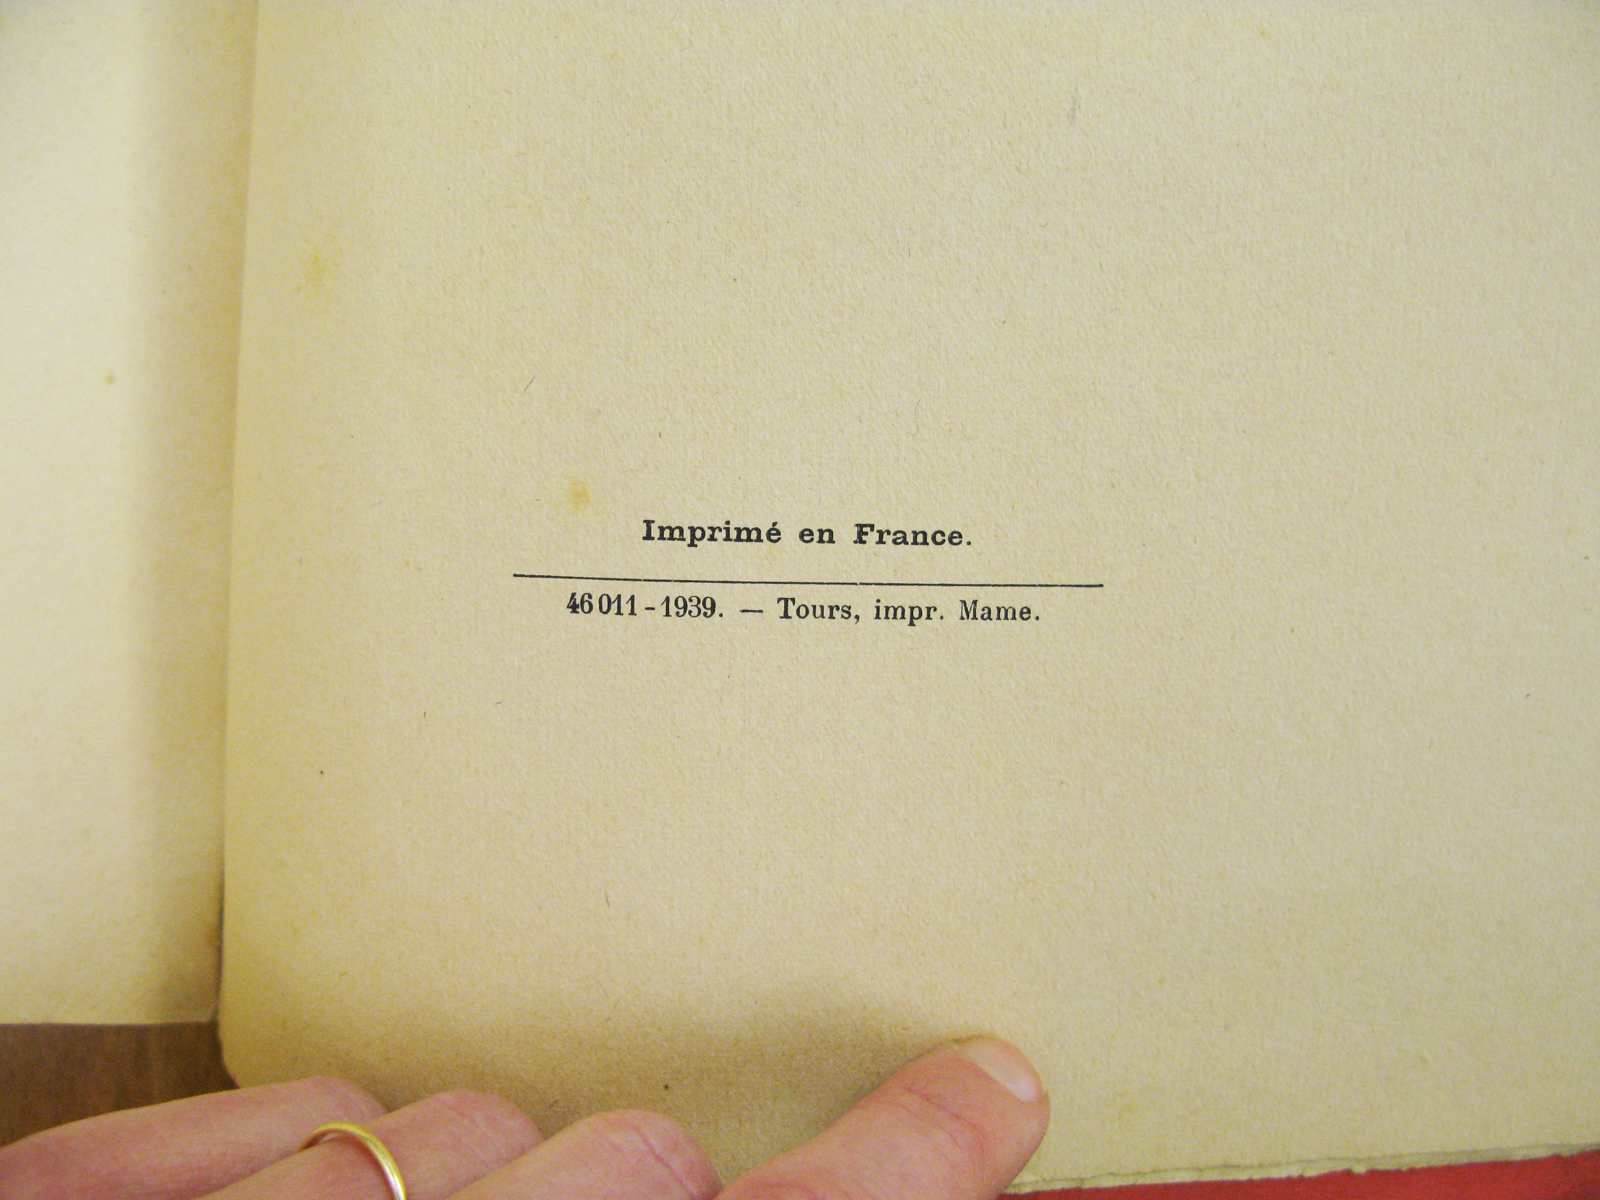 Imprimé en France.
46011-1939. — Tours, impr. Mame.